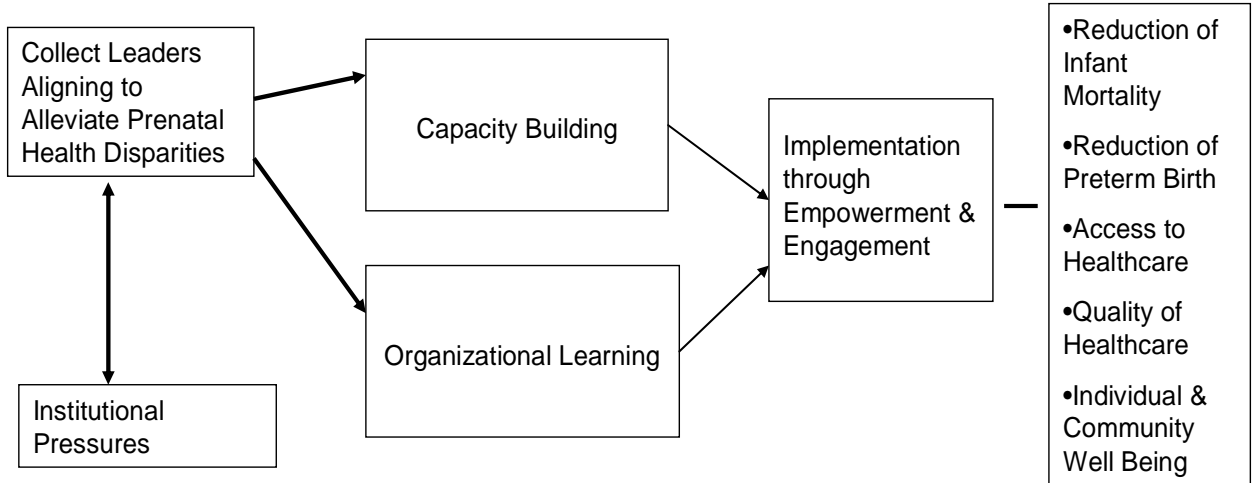 Collect Leaders
Aligning to
Alleviate Prenatal
Health Disparities
Institutional
Pressures
Capacity Building
Organizational Learning
Implementation
through
Empowerment &
Engagement
•Reduction of
Infant
Mortality
•Reduction of
Preterm Birth
•Access to
Healthcare
•Quality of
Healthcare
•Individual &
Community
Well Being